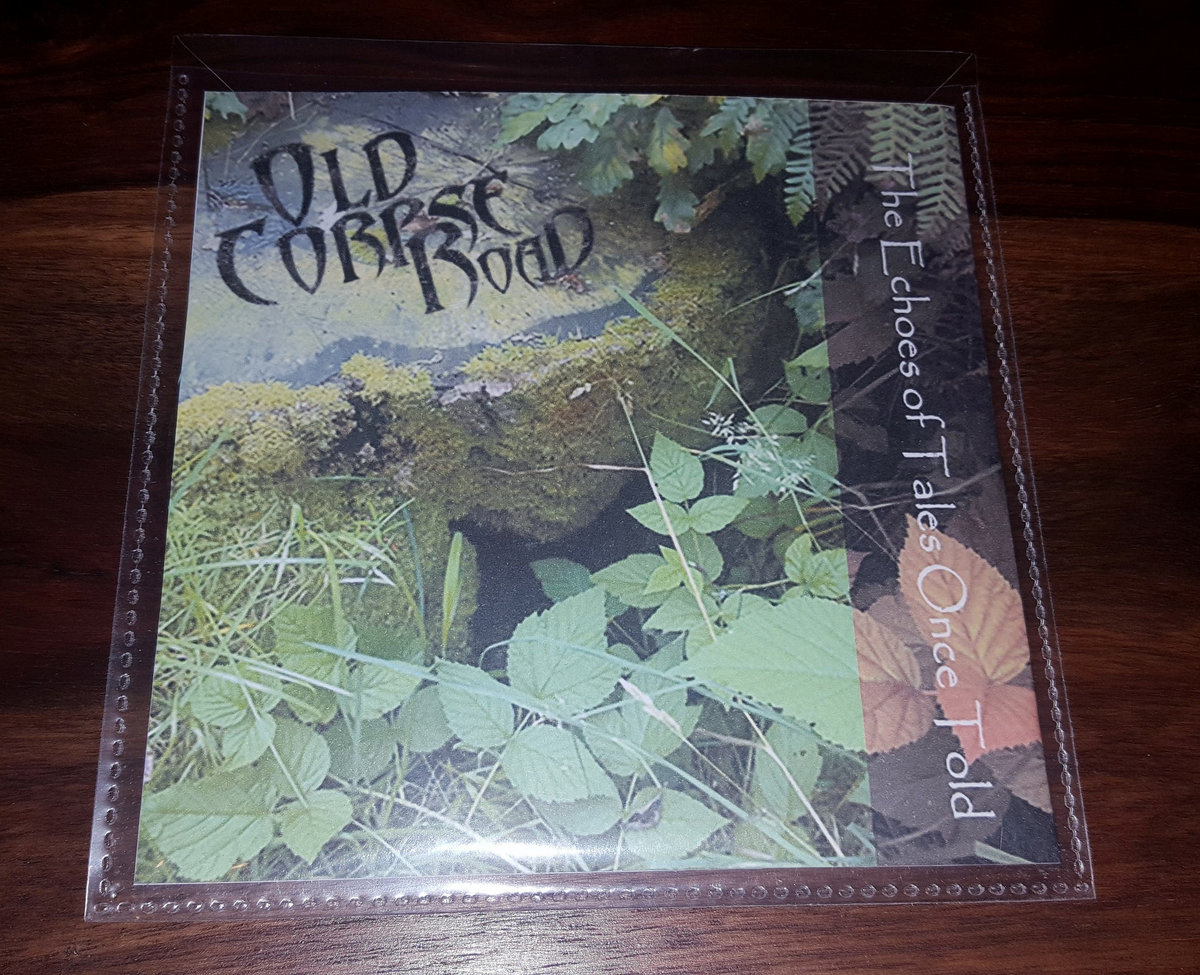 Old
Corpse
Road
The Echoes of Tales Once Told